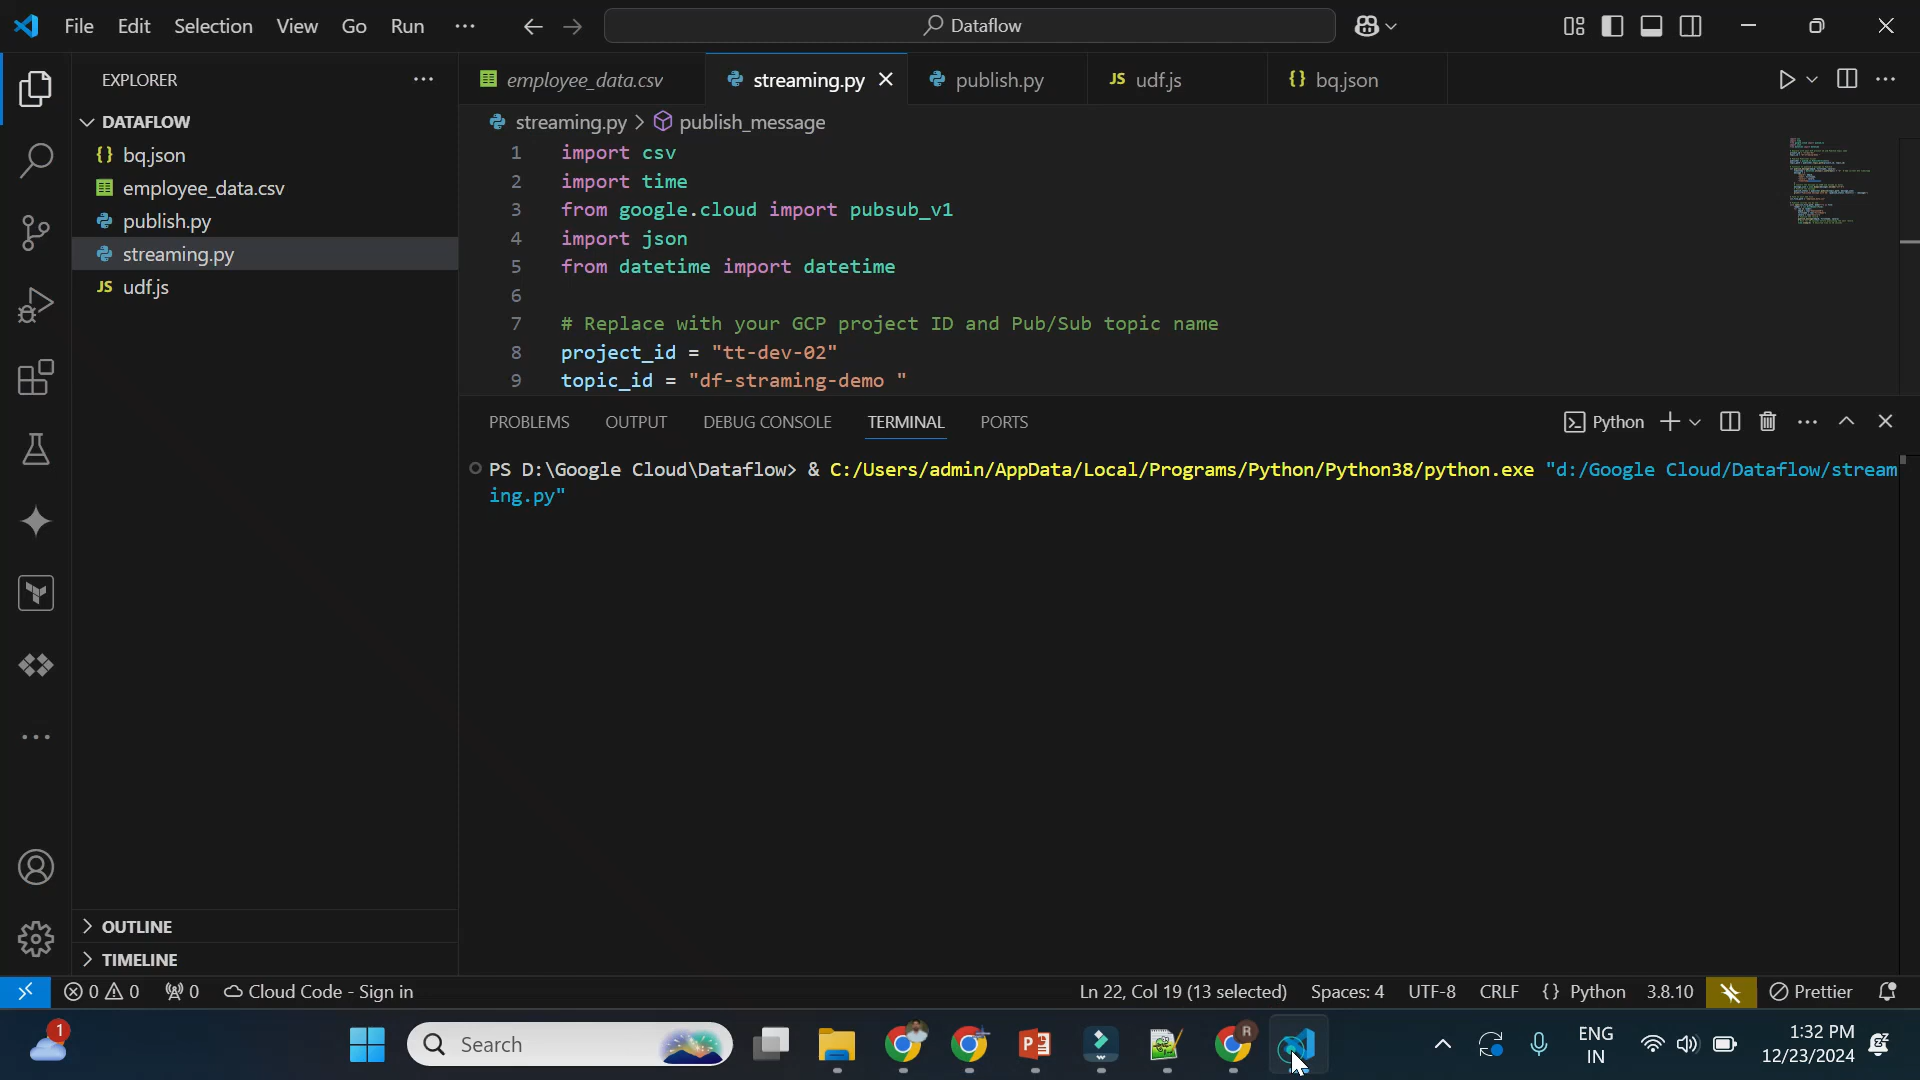 File Edit Selection View Go Run ··· Dataflow
EXPLORER ···
DATAFLOW
{} bq.json
employee_data.csv
publish.py
streaming.py
JS udf.js
OUTLINE
TIMELINE
employee_data.csv streaming.py publish.py JS udf.js {} bq.json
streaming.py > publish_message
1 import csv
2 import time
3 from google.cloud import pubsub_v1
4 import json
5 from datetime import datetime
6
7 # Replace with your GCP project ID and Pub/Sub topic name
8 project_id = "tt-dev-02"
9 topic_id = "df-straming-demo "
PROBLEMS OUTPUT DEBUG CONSOLE TERMINAL PORTS Python
PS D:\Google Cloud\Dataflow> & C:/Users/admin/AppData/Local/Programs/Python/Python38/python.exe "d:/Google Cloud/Dataflow/stream
ing.py"
0 0 0 Cloud Code - Sign in Ln 22, Col 19 (13 selected) Spaces: 4 UTF-8 CRLF {} Python 3.8.10 Prettier
1 Search R ENG
IN
1:32 PM
12/23/2024